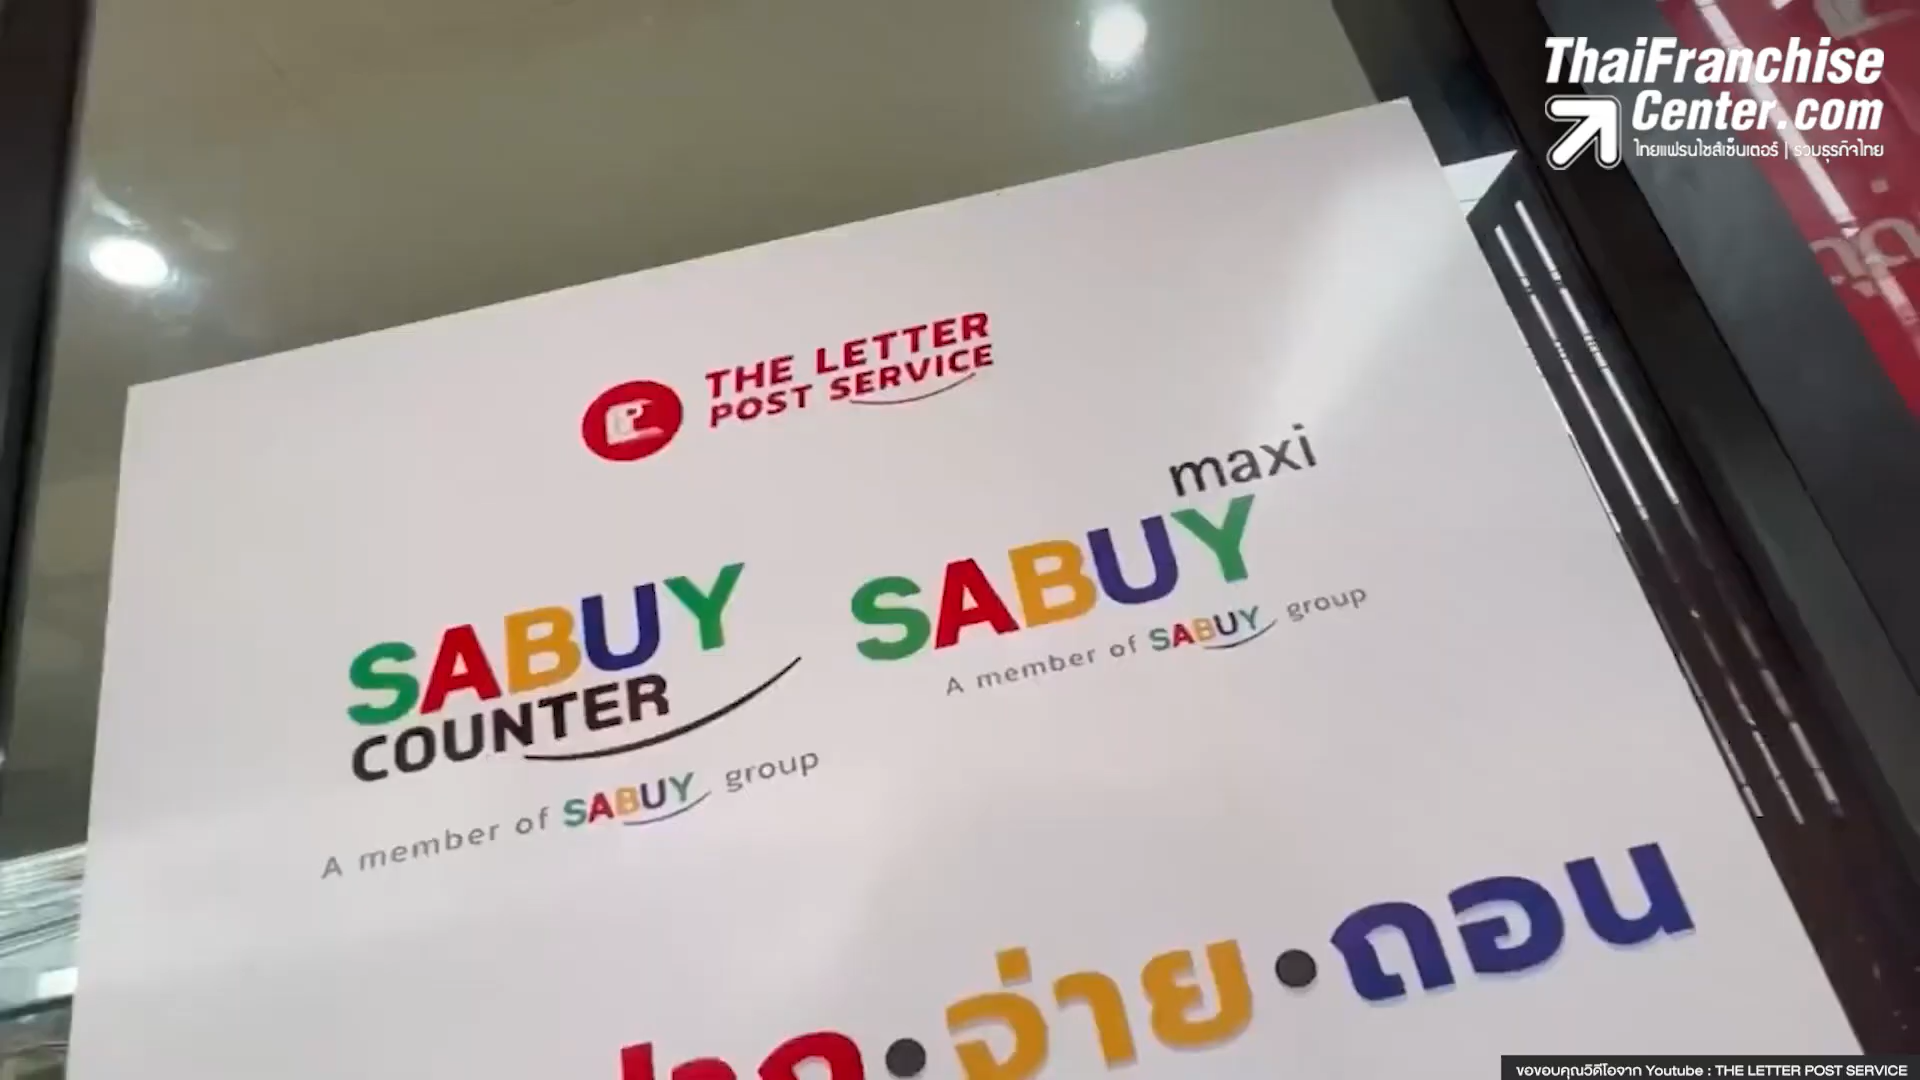 ThaiFranchise
Center.com
ไทยแฟรนไชส์เซ็นเตอร์ | รวมธุรกิจไทย
THE LETTER
POST SERVICE
maxi
SABUY
A member of SABUY group
SABUY
COUNTER
A member of SABUY group
ฝาก • จ่าย • ถอน
ขอขอบคุณวิดีโอจาก Youtube : THE LETTER POST SERVICE